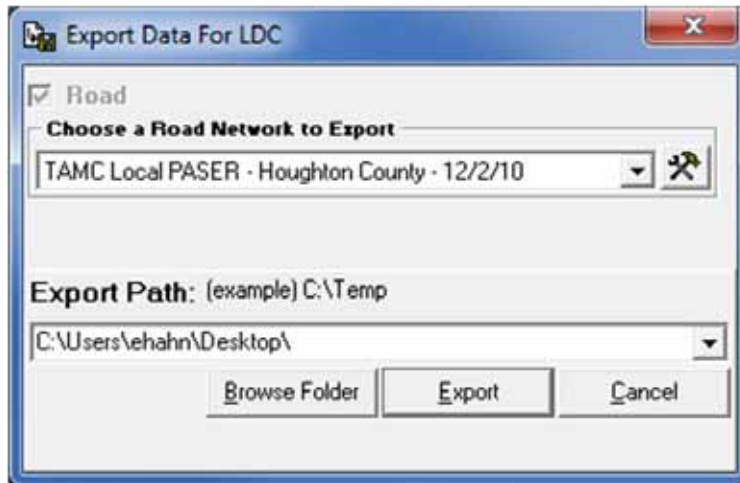 Export Data For LDC
Road
Choose a Road Network to Export
TAMC Local PASER - Houghton County - 12/2/10
Export Path: (example) C:\Temp
C:\Users\ehahn\Desktop\
Browse Folder Export Cancel